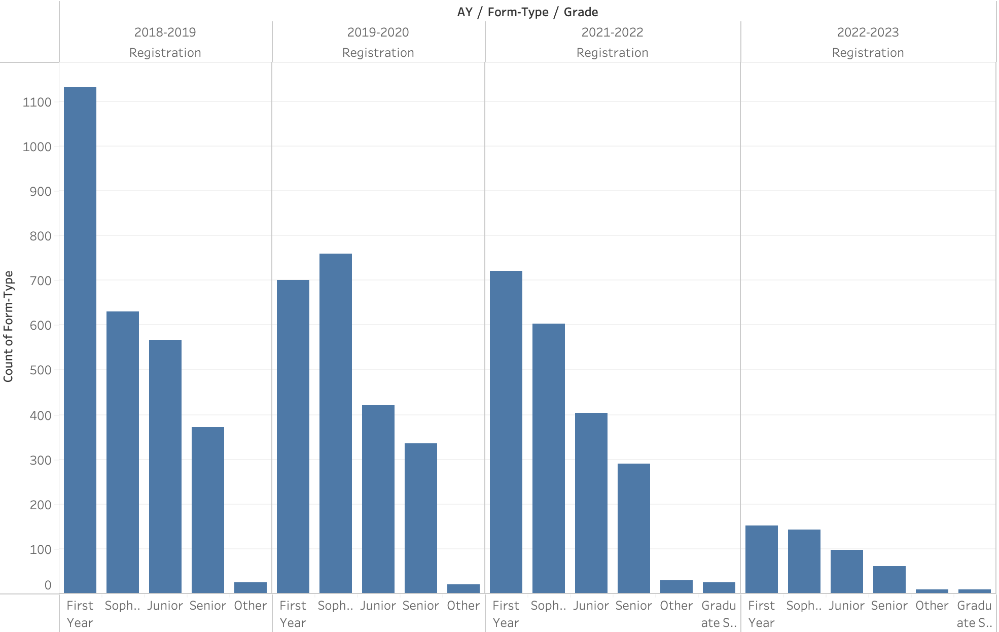 AY / Form-Type / Grade
2018-2019 2019-2020 2021-2022 2022-2023
Registration Registration Registration Registration
Count of Form-Type
1100
1000
900
800
700
600
500
400
300
200
100
0
First Year Soph.. Junior Senior Other First Year Soph.. Junior Senior Other First Year Soph.. Junior Senior Other Gradu ate S.. First Year Soph.. Junior Senior Other Gradu ate S..